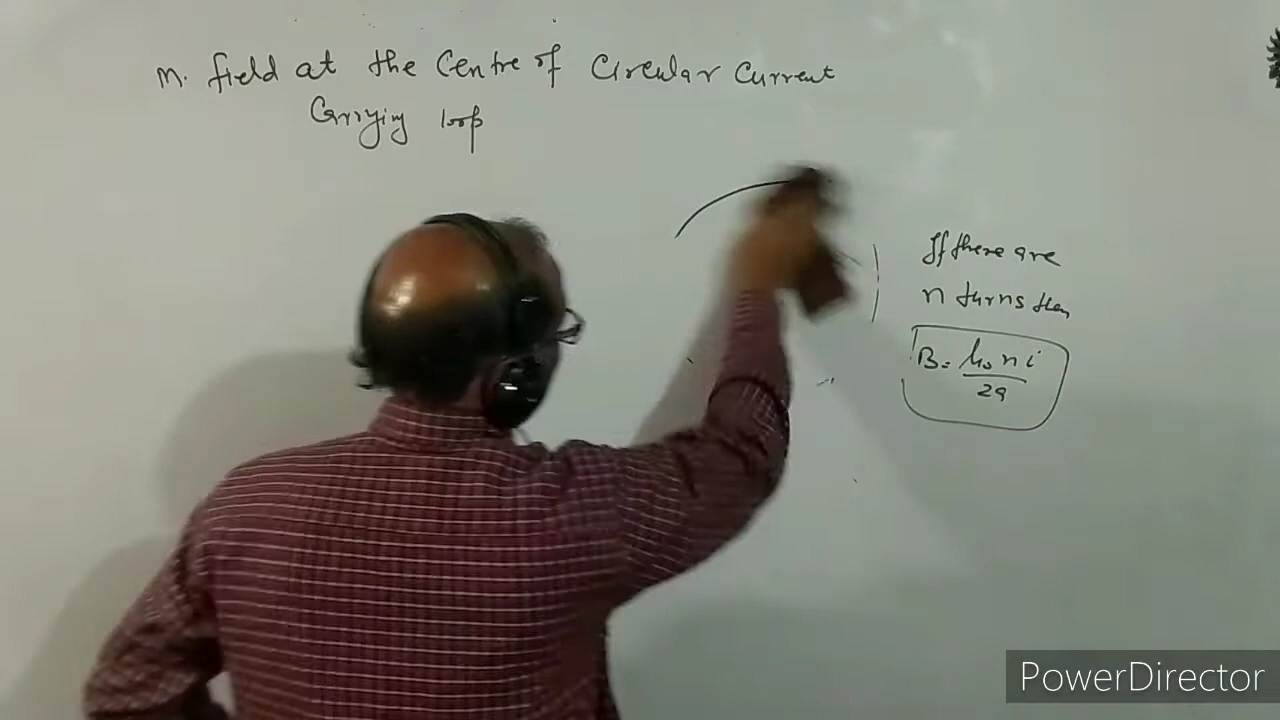 m. field at the Centre of Circular Current
Carrying loop
If there are
n turns then
B = μ₀ n i
2a
PowerDirector